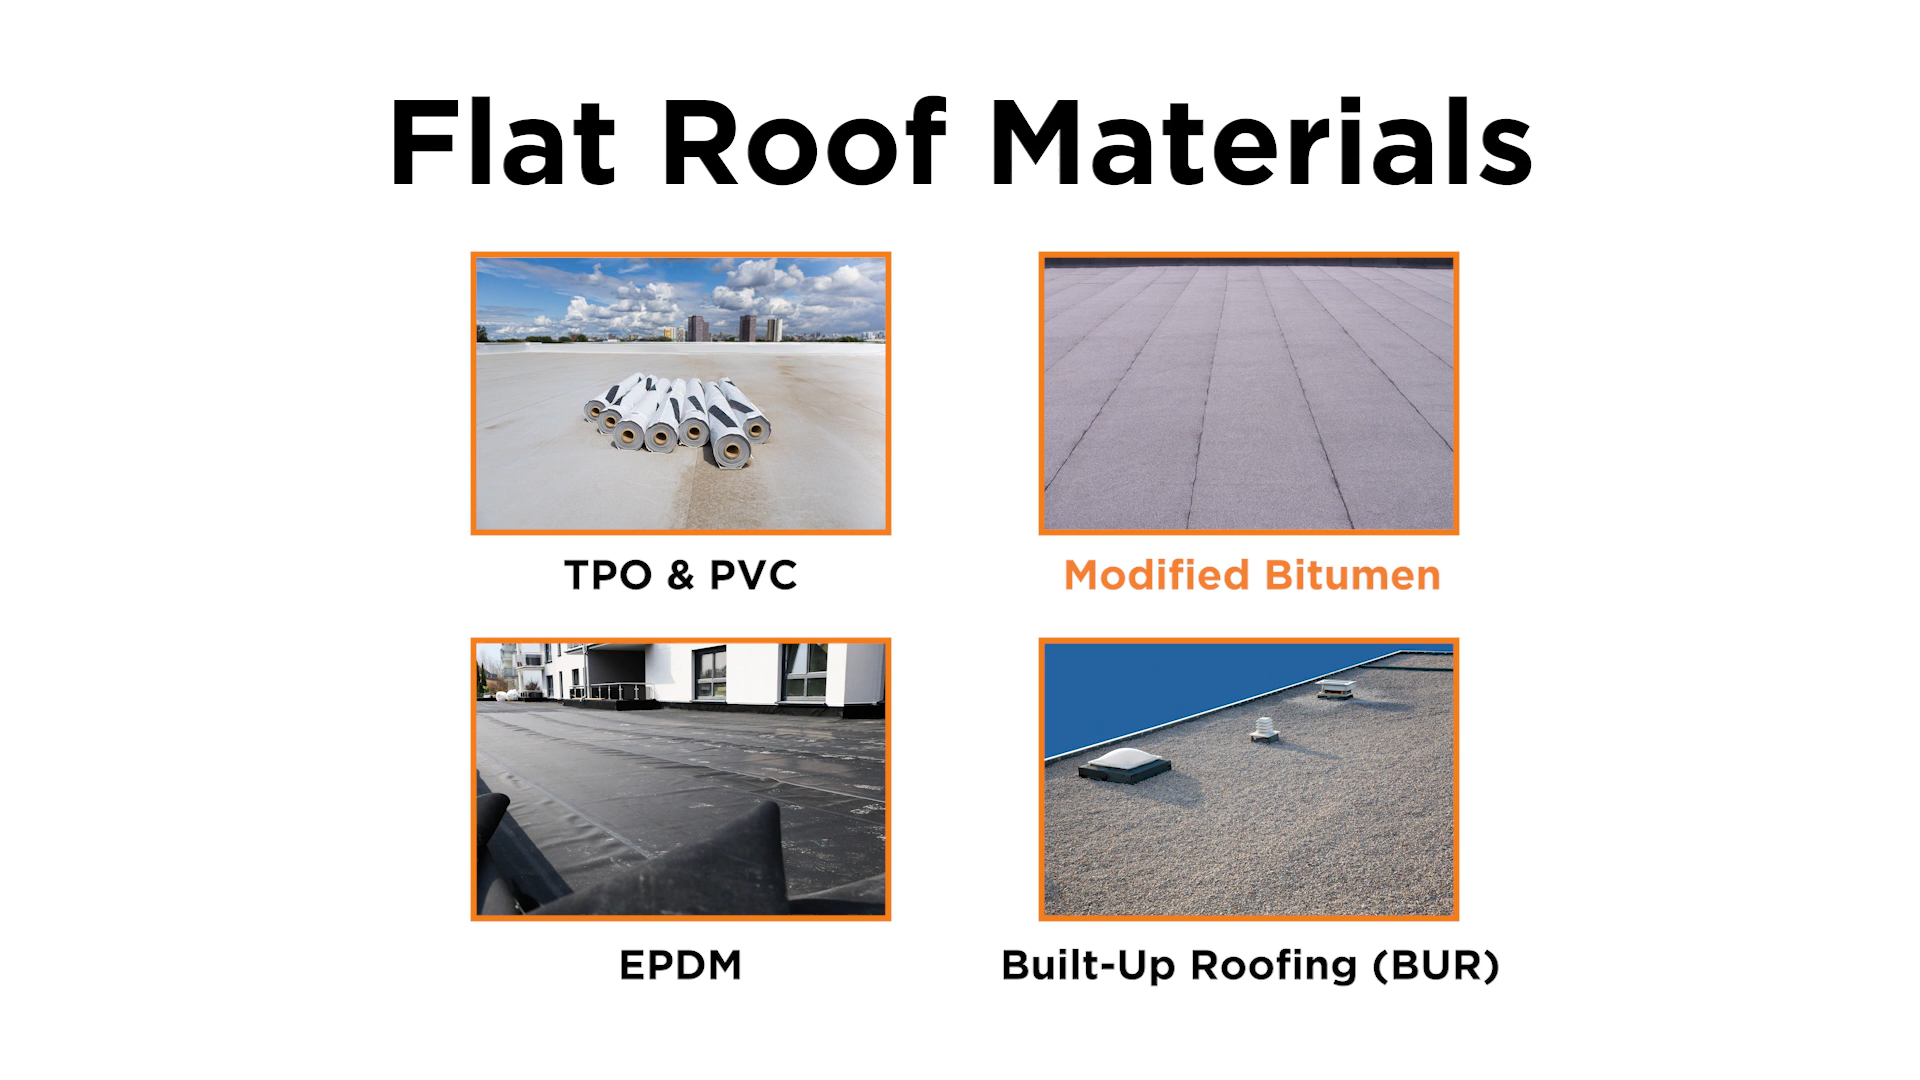 Flat Roof Materials
TPO & PVC
Modified Bitumen
EPDM
Built-Up Roofing (BUR)